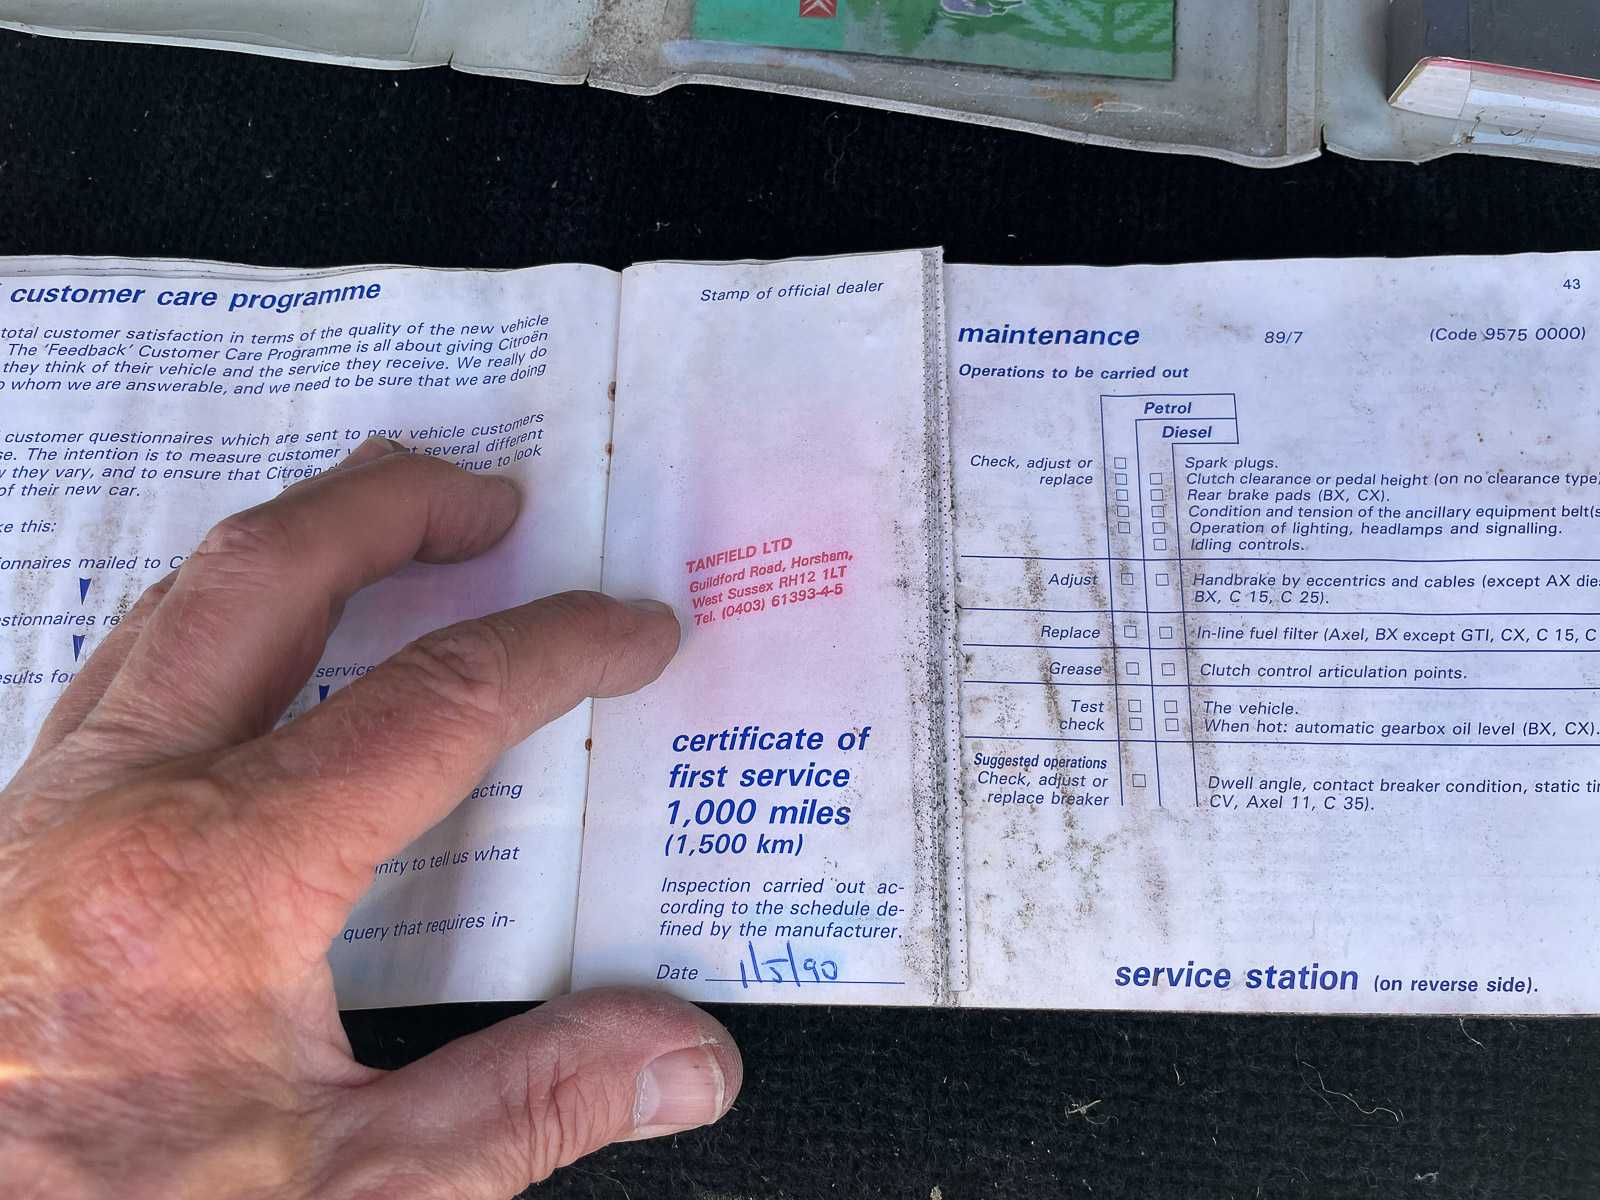 customer care programme
total customer satisfaction in terms of the quality of the new vehicle
The 'Feedback' Customer Care Programme is all about giving Citroën
they think of their vehicle and the service they receive. We really do
whom we are answerable, and we need to be sure that we are doing
customer questionnaires which are sent to new vehicle customers
The intention is to measure customer several different
they vary, and to ensure that Citroën look
of their new car.
this:
mailed to
service
acting
to tell us what
query that requires in-
Stamp of official dealer
TANFIELD LTD
Guildford Road, Horsham,
West Sussex RH12 1LT
Tel. (0403) 61393-4-5
certificate of
first service
1,000 miles
(1,500 km)
Inspection carried out ac-
cording to the schedule de-
fined by the manufacturer.
Date 1/5/90
43
maintenance 89/7 (Code 9575 0000)
Operations to be carried out
Petrol
Diesel
Check, adjust or Spark plugs.
replace Clutch clearance or pedal height (on no clearance type)
Rear brake pads (BX, CX).
Condition and tension of the ancillary equipment belt(s
Operation of lighting, headlamps and signalling.
Idling controls.
Adjust Handbrake by eccentrics and cables (except AX
BX, C 15, C 25).
Replace In-line fuel filter (Axel, BX except GTI, CX, C 15, C
Grease Clutch control articulation points.
Test The vehicle.
check When hot: automatic gearbox oil level (BX, CX).
Suggested operations
Check, adjust or Dwell angle, contact breaker condition, static
replace breaker CV, Axel 11, C 35).
service station (on reverse side).